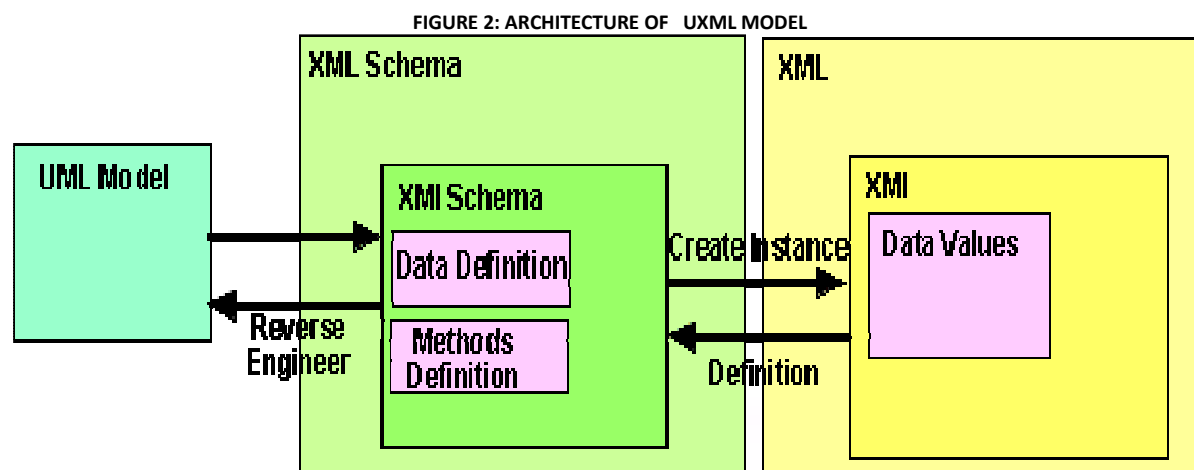 FIGURE 2: ARCHITECTURE OF UXML MODEL
XML Schema
XML
UML Model
XMI Schema
XMI
Data Definition
Create Instance
Data Values
Reverse
Engineer
Methods
Definition
Definition